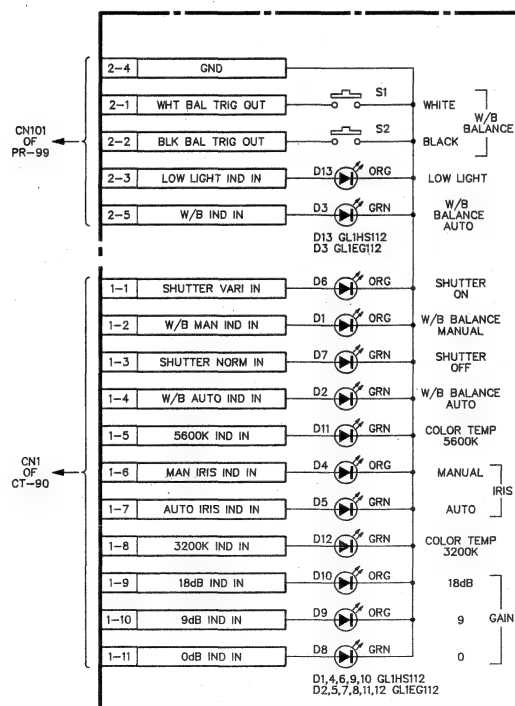 2-4 GND
2-1 WHT BAL TRIG OUT S1 WHITE
2-2 BLK BAL TRIG OUT S2 BLACK
W/B
BALANCE
CN101
OF
PR-99
2-3 LOW LIGHT IND IN D13 ORG LOW LIGHT
2-5 W/B IND IN D3 GRN
W/B
BALANCE
AUTO
D13 GL1HS112
D3 GL1EG112
1-1 SHUTTER VARI IN D6 ORG
SHUTTER
ON
1-2 W/B MAN IND IN D1 ORG
W/B BALANCE
MANUAL
1-3 SHUTTER NORM IN D7 GRN
SHUTTER
OFF
1-4 W/B AUTO IND IN D2 GRN
W/B BALANCE
AUTO
1-5 5600K IND IN D11 GRN
COLOR TEMP
5600K
CN1
OF
CT-90
1-6 MAN IRIS IND IN D4 ORG MANUAL
1-7 AUTO IRIS IND IN D5 GRN AUTO
IRIS
1-8 3200K IND IN D12 GRN
COLOR TEMP
3200K
1-9 18dB IND IN D10 ORG 18dB
1-10 9dB IND IN D9 ORG 9
GAIN
1-11 0dB IND IN D8 GRN 0
D1,4,6,9,10 GL1HS112
D2,5,7,8,11,12 GL1EG112